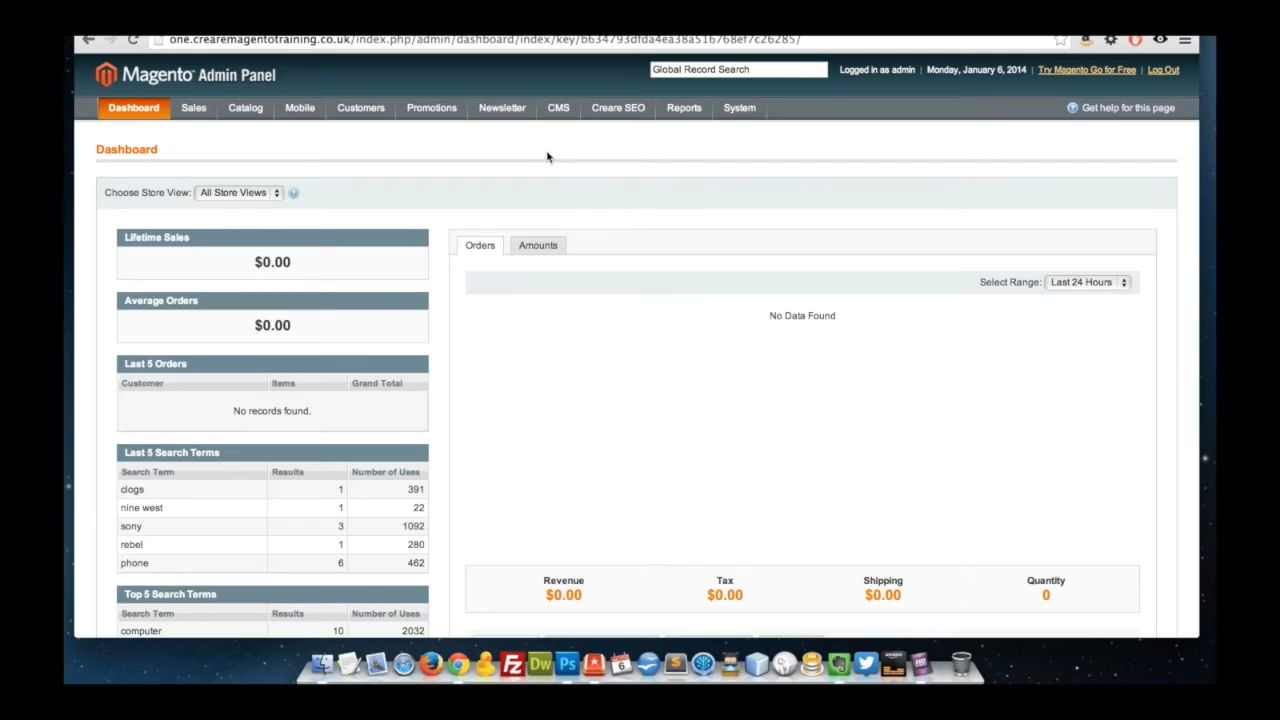 one.crearemagentotraining.co.uk/index.php/admin/dashboard/index/key/b634793dfda4ea38a516768ef7c26285/
Magento Admin Panel
Global Record Search
Logged in as admin | Monday, January 6, 2014 | Try Magento Go for Free | Log Out
Dashboard Sales Catalog Mobile Customers Promotions Newsletter CMS Creare SEO Reports System
Get help for this page
Dashboard
Choose Store View: All Store Views
Lifetime Sales
$0.00
Average Orders
$0.00
Last 5 Orders
Customer Items Grand Total
No records found.
Last 5 Search Terms
Search Term Results Number of Uses
clogs 1 391
nine west 1 22
sony 3 1092
rebel 1 280
phone 6 462
Top 5 Search Terms
Search Term Results Number of Uses
computer 10 2032
Orders Amounts
Select Range: Last 24 Hours
No Data Found
Revenue Tax Shipping Quantity
$0.00 $0.00 $0.00 0
Fz Dw Ps 6 S